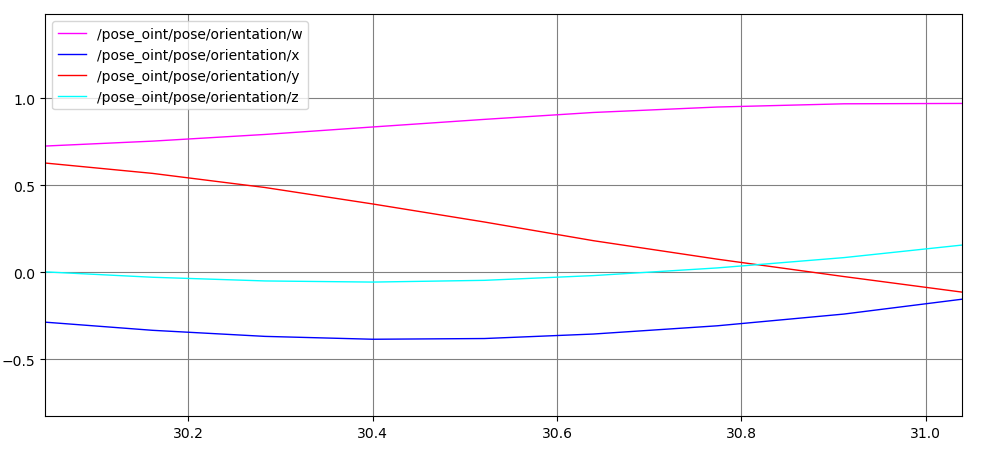 /pose_oint/pose/orientation/w
/pose_oint/pose/orientation/x
/pose_oint/pose/orientation/y
/pose_oint/pose/orientation/z
1.0
0.5
0.0
−0.5
30.2 30.4 30.6 30.8 31.0